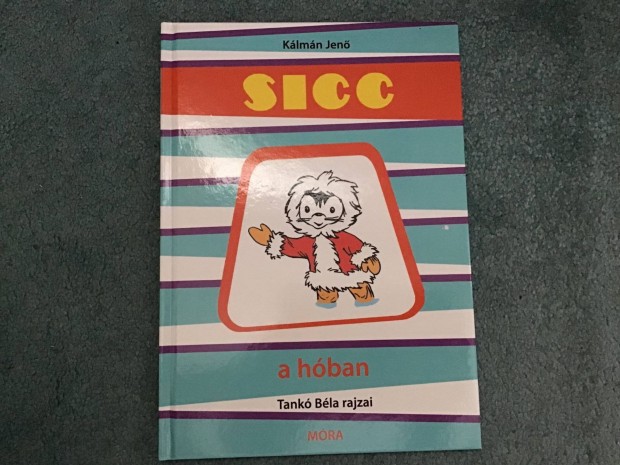 Kálmán Jenő
SICC
a hóban
Tankó Béla rajzai
MÓRA